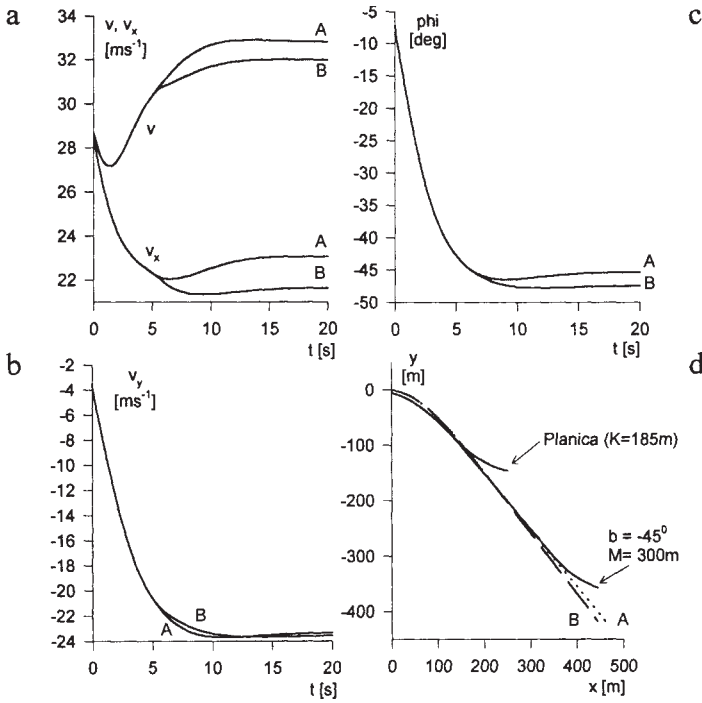 a
v, vₓ
[ms⁻¹]
34
32
30
28
26
24
22
A
B
v
vₓ
A
B
0 5 10 15 20
t [s]
c
phi
[deg]
-5
-10
-15
-20
-25
-30
-35
-40
-45
-50
A
B
0 5 10 15 20
t [s]
b
v_y
[ms⁻¹]
-2
-4
-6
-8
-10
-12
-14
-16
-18
-20
-22
-24
B
A
0 5 10 15 20
t [s]
d
y
[m]
0
-100
-200
-300
-400
Planica (K=185m)
b = -45⁰
M= 300m
B A
0 100 200 300 400 500
x [m]